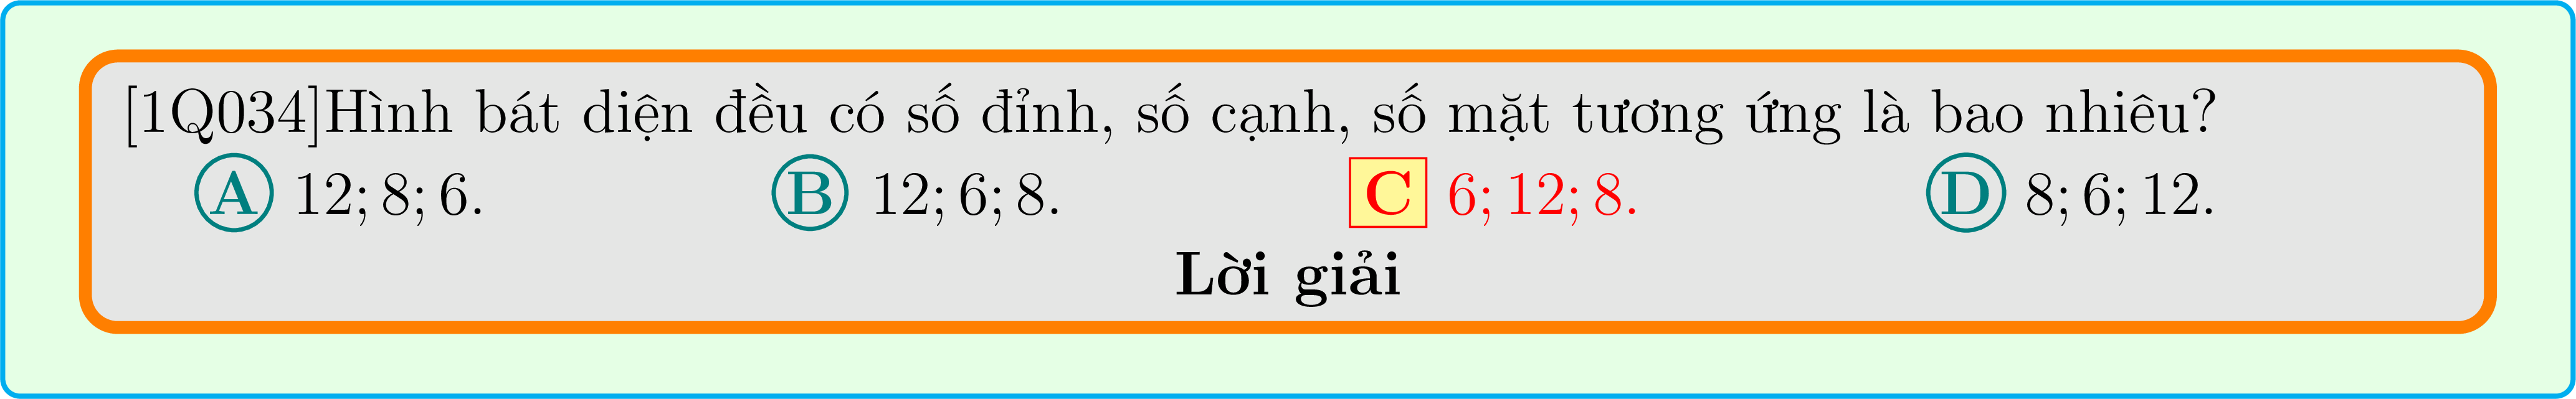 [1Q034]Hình bát diện đều có số đỉnh, số cạnh, số mặt tương ứng là bao nhiêu?
A 12; 8; 6. B 12; 6; 8. C 6; 12; 8. D 8; 6; 12.
Lời giải